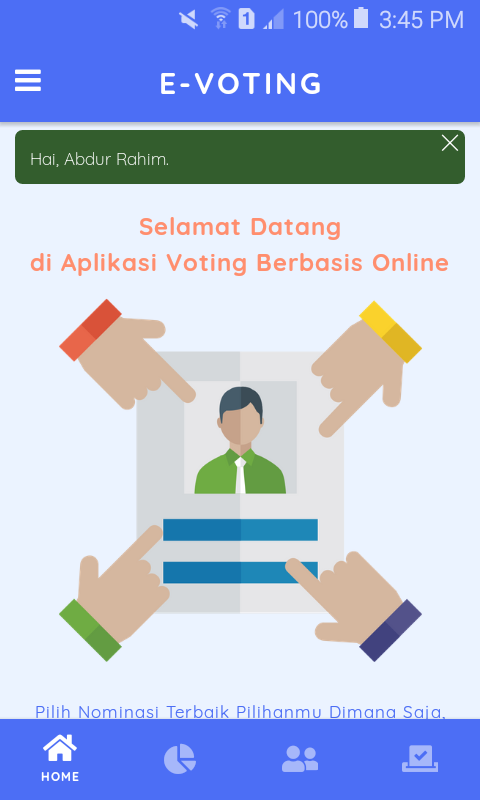 100% 3:45 PM
E-VOTING
Hai, Abdur Rahim.
Selamat Datang
di Aplikasi Voting Berbasis Online
Pilih Nominasi Terbaik Pilihanmu Dimana Saja,
HOME